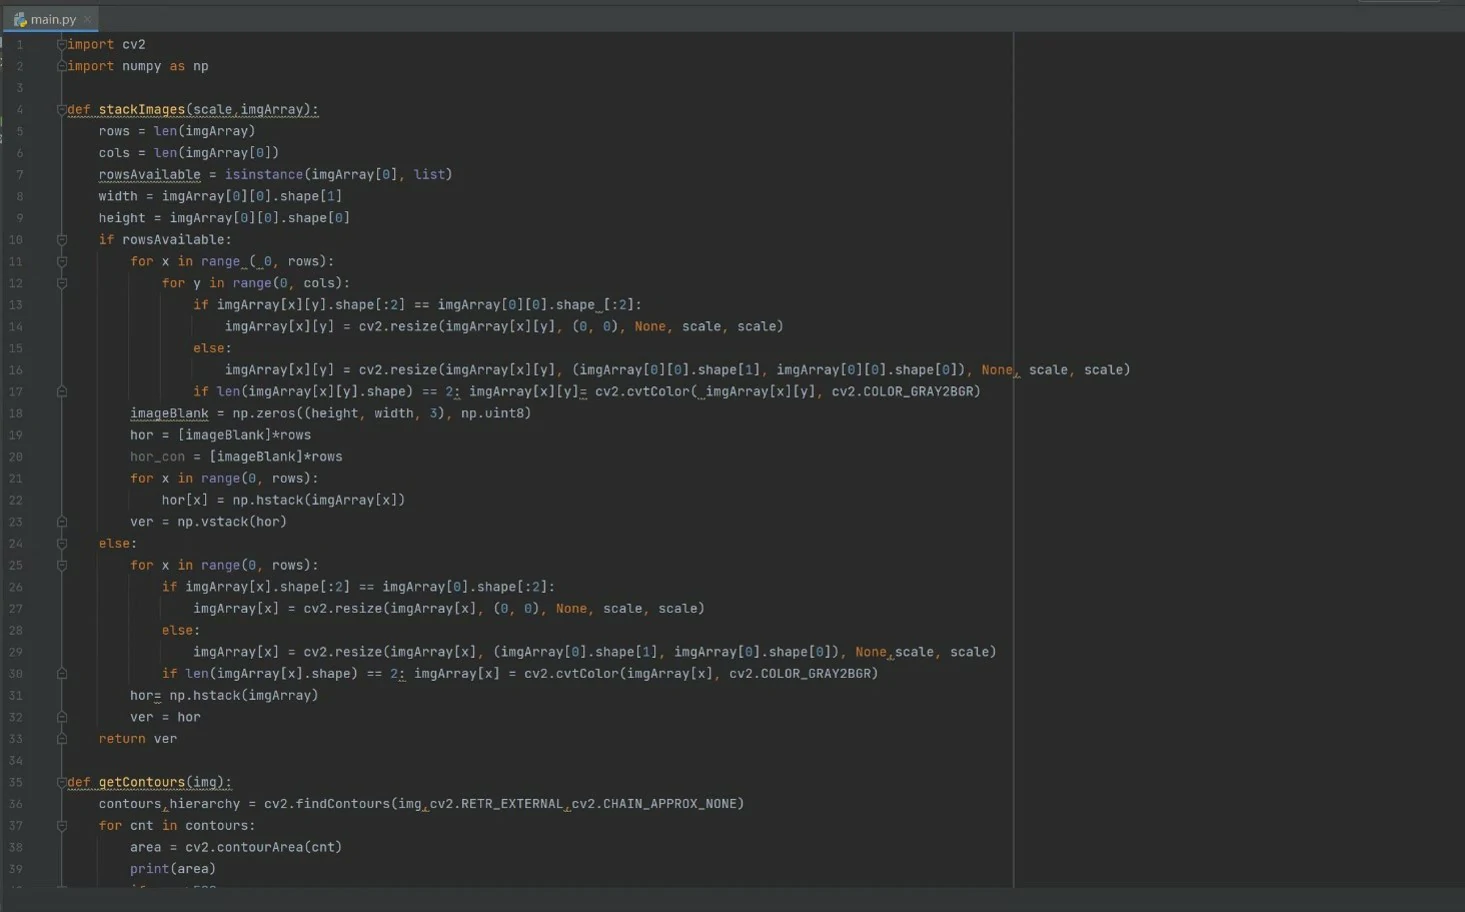 main.py
1 import cv2
2 import numpy as np
3
4 def stackImages(scale,imgArray):
5 rows = len(imgArray)
6 cols = len(imgArray[0])
7 rowsAvailable = isinstance(imgArray[0], list)
8 width = imgArray[0][0].shape[1]
9 height = imgArray[0][0].shape[0]
10 if rowsAvailable:
11 for x in range ( 0, rows):
12 for y in range(0, cols):
13 if imgArray[x][y].shape[:2] == imgArray[0][0].shape [:2]:
14 imgArray[x][y] = cv2.resize(imgArray[x][y], (0, 0), None, scale, scale)
15 else:
16 imgArray[x][y] = cv2.resize(imgArray[x][y], (imgArray[0][0].shape[1], imgArray[0][0].shape[0]), None, scale, scale)
17 if len(imgArray[x][y].shape) == 2: imgArray[x][y]= cv2.cvtColor( imgArray[x][y], cv2.COLOR_GRAY2BGR)
18 imageBlank = np.zeros((height, width, 3), np.uint8)
19 hor = [imageBlank]*rows
20 hor_con = [imageBlank]*rows
21 for x in range(0, rows):
22 hor[x] = np.hstack(imgArray[x])
23 ver = np.vstack(hor)
24 else:
25 for x in range(0, rows):
26 if imgArray[x].shape[:2] == imgArray[0].shape[:2]:
27 imgArray[x] = cv2.resize(imgArray[x], (0, 0), None, scale, scale)
28 else:
29 imgArray[x] = cv2.resize(imgArray[x], (imgArray[0].shape[1], imgArray[0].shape[0]), None,scale, scale)
30 if len(imgArray[x].shape) == 2: imgArray[x] = cv2.cvtColor(imgArray[x], cv2.COLOR_GRAY2BGR)
31 hor= np.hstack(imgArray)
32 ver = hor
33 return ver
34
35 def getContours(img):
36 contours,hierarchy = cv2.findContours(img,cv2.RETR_EXTERNAL,cv2.CHAIN_APPROX_NONE)
37 for cnt in contours:
38 area = cv2.contourArea(cnt)
39 print(area)